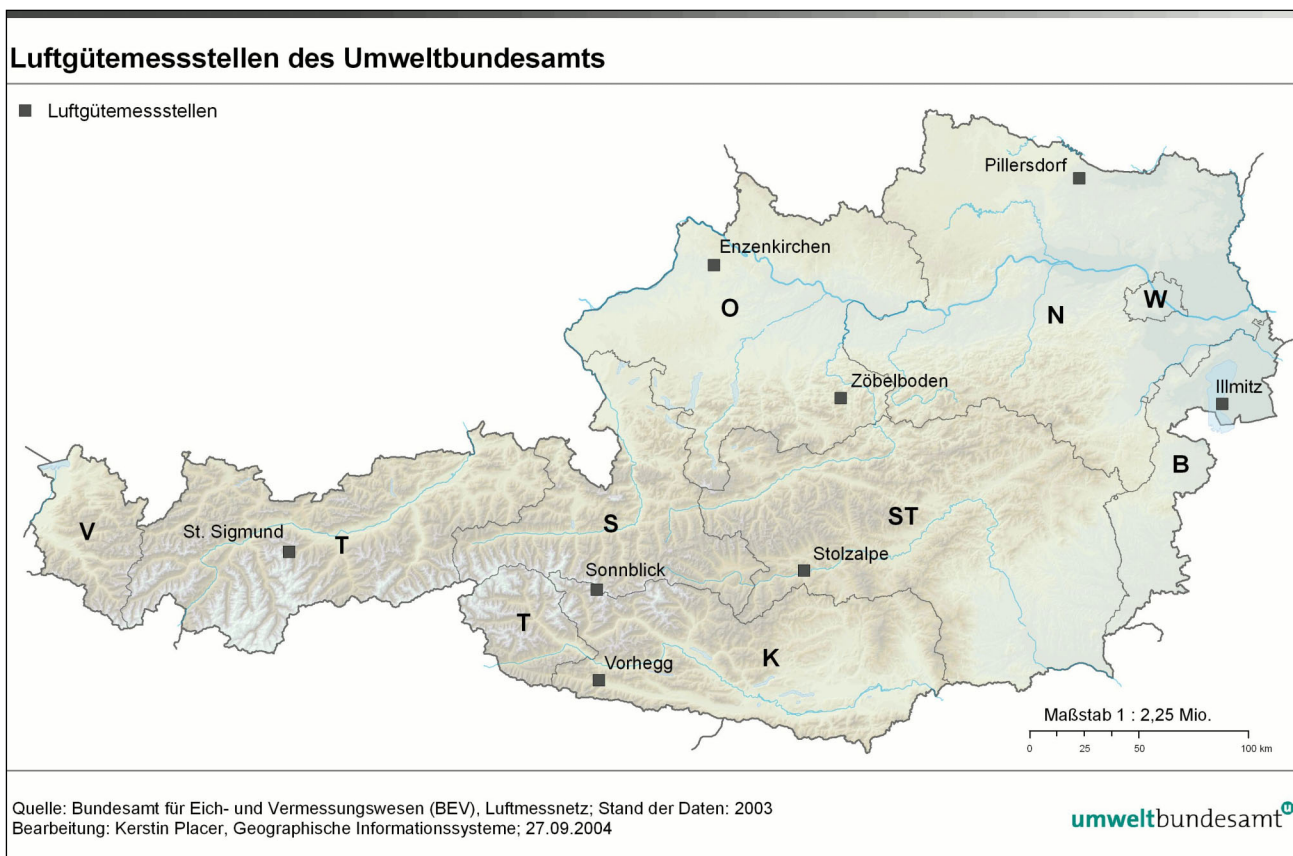 Luftgütemessstellen des Umweltbundesamts
Luftgütemessstellen
Pillersdorf
Enzenkirchen
W
O
N
Zöbelboden
Illmitz
B
V
St. Sigmund
T
S
ST
Stolzalpe
Sonnblick
T
K
Vorhegg
Maßstab 1 : 2,25 Mio.
0 25 50 100 km
Quelle: Bundesamt für Eich- und Vermessungswesen (BEV), Luftmessnetz; Stand der Daten: 2003
Bearbeitung: Kerstin Placer, Geographische Informationssysteme; 27.09.2004
umweltbundesamt u